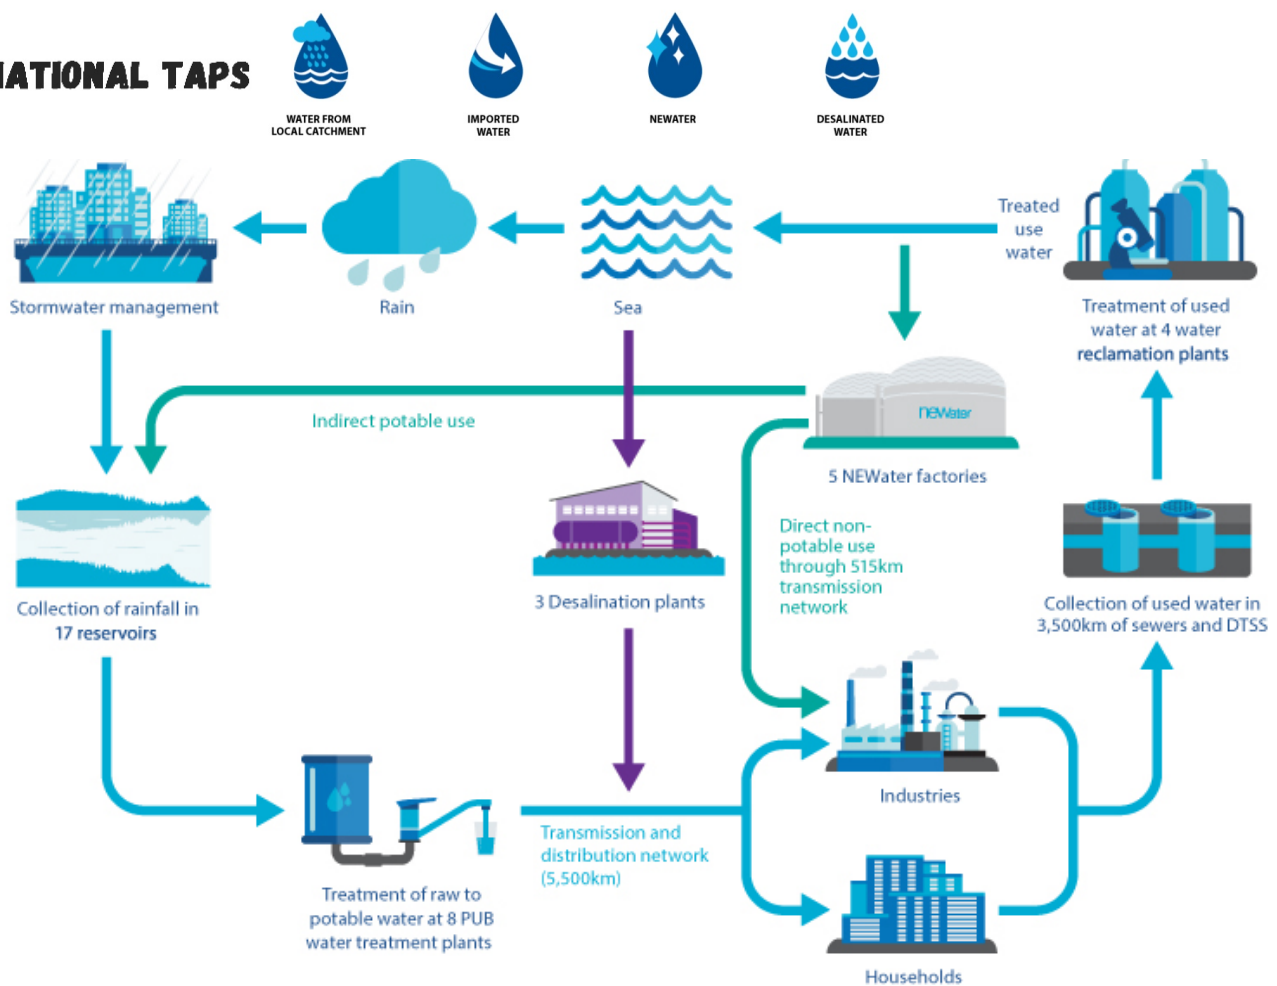 NATIONAL TAPS
WATER FROM
LOCAL CATCHMENT
IMPORTED
WATER
NEWATER
DESALINATED
WATER
Stormwater management
Rain
Sea
Treated
use
water
Treatment of used
water at 4 water
reclamation plants
Indirect potable use
neWater
5 NEWater factories
Direct non-
potable use
through 515km
transmission
network
Collection of rainfall in
17 reservoirs
3 Desalination plants
Collection of used water in
3,500km of sewers and DTSS
Industries
Transmission and
distribution network
(5,500km)
Treatment of raw to
potable water at 8 PUB
water treatment plants
Households